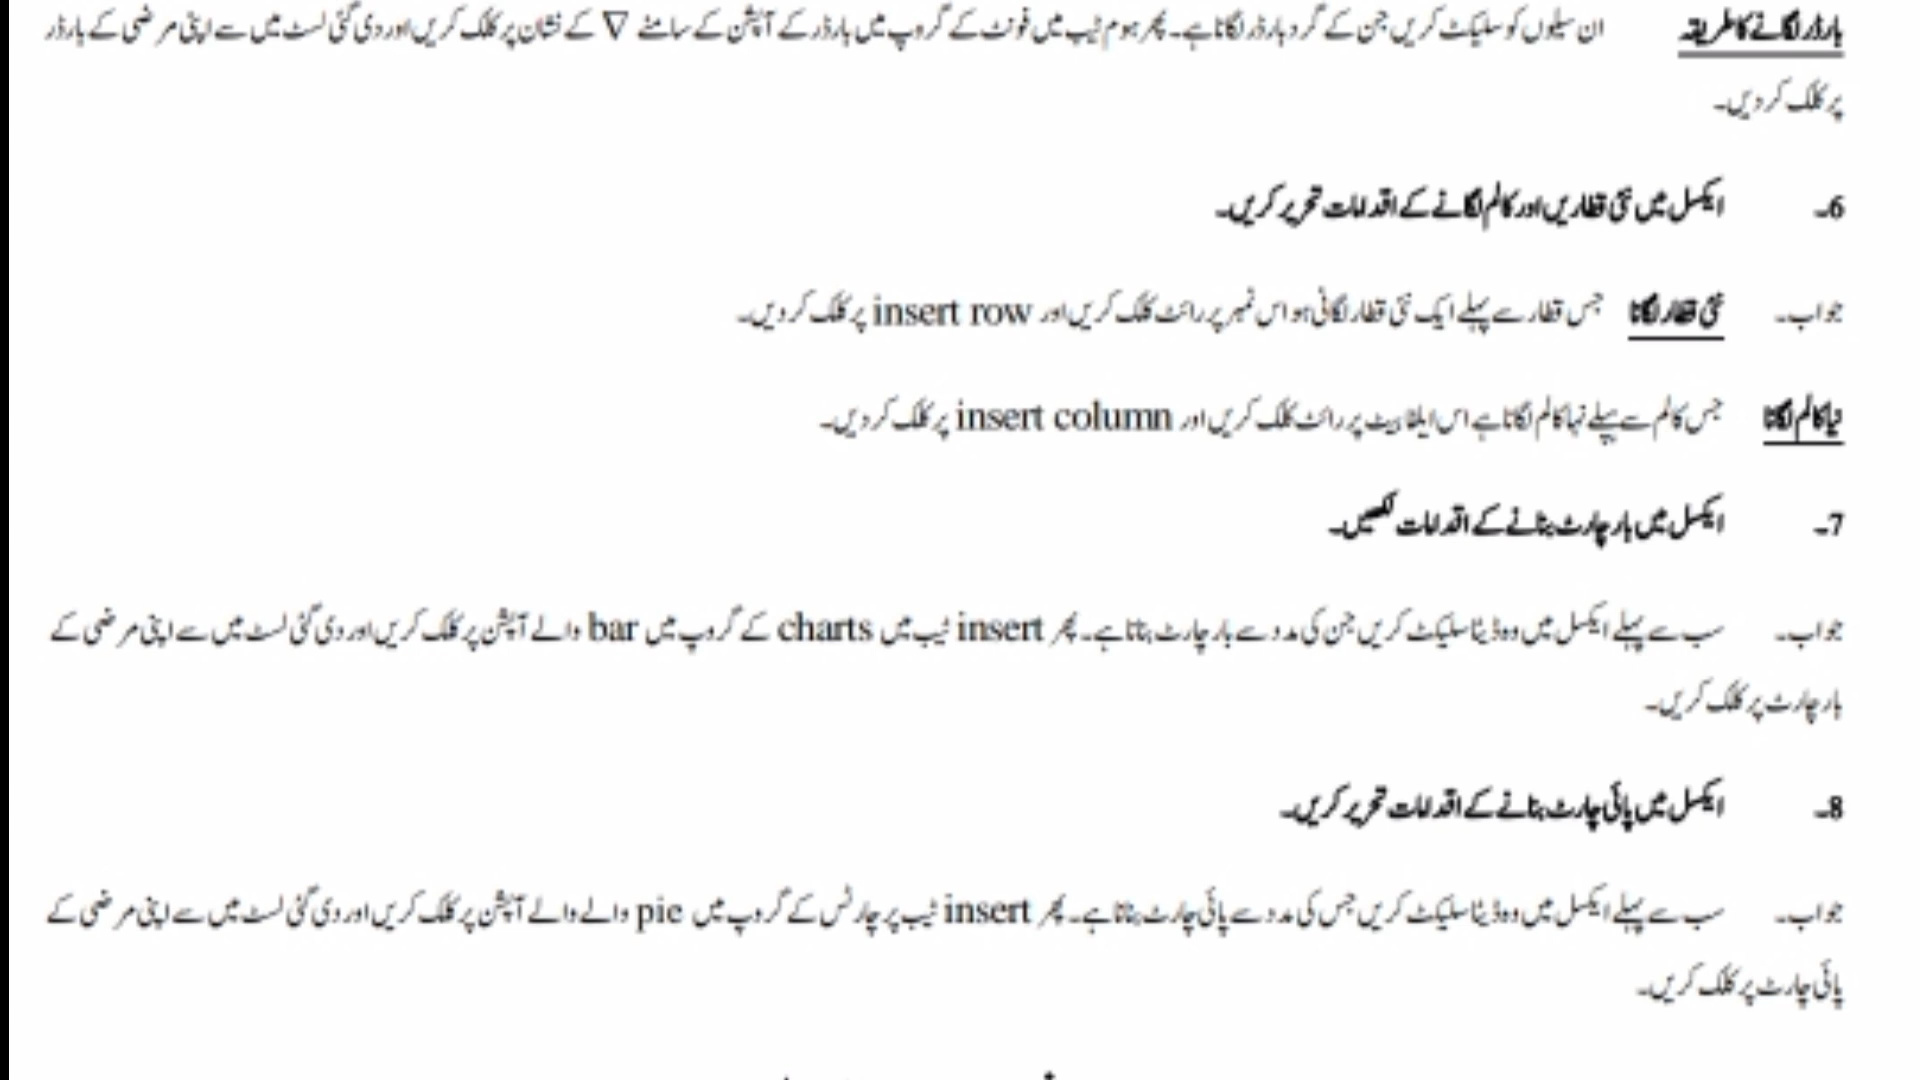 بارڈر لگانے کا طریقہ ان سیلوں کو سلیکٹ کریں جن کے گرد بارڈر لگانا ہے۔ پھر ہوم ٹیب میں فونٹ کے گروپ میں بارڈر کے آپشن کے سامنے ∇ کے نشان پر کلک کریں اور دی گئی لسٹ میں سے اپنی مرضی کے بارڈر
پر کلک کر دیں۔
6۔ ایکسل میں نئی قطاریں اور کالم لگانے کے اقدامات تحریر کریں۔
جواب۔ نئی قطار لگانا جس قطار سے پہلے ایک نئی قطار لگانی ہو اس نمبر پر رائٹ کلک کریں اور insert row پر کلک کر دیں۔
نیا کالم لگانا جس کالم سے پہلے نیا کالم لگانا ہے اس ایلفا بیٹ پر رائٹ کلک کریں اور insert column پر کلک کر دیں۔
7۔ ایکسل میں بار چارٹ بنانے کے اقدامات لکھیں۔
جواب۔ سب سے پہلے ایکسل میں وہ ڈیٹا سلیکٹ کریں جن کی مدد سے بار چارٹ بنانا ہے۔ پھر insert ٹیب میں charts کے گروپ میں bar والے آپشن پر کلک کریں اور دی گئی لسٹ میں سے اپنی مرضی کے
بار چارٹ پر کلک کریں۔
8۔ ایکسل میں پائی چارٹ بنانے کے اقدامات تحریر کریں۔
جواب۔ سب سے پہلے ایکسل میں وہ ڈیٹا سلیکٹ کریں جس کی مدد سے پائی چارٹ بنانا ہے۔ پھر insert ٹیب پر چارٹس کے گروپ میں pie والے والے آپشن پر کلک کریں اور دی گئی لسٹ میں سے اپنی مرضی کے
پائی چارٹ پر کلک کریں۔